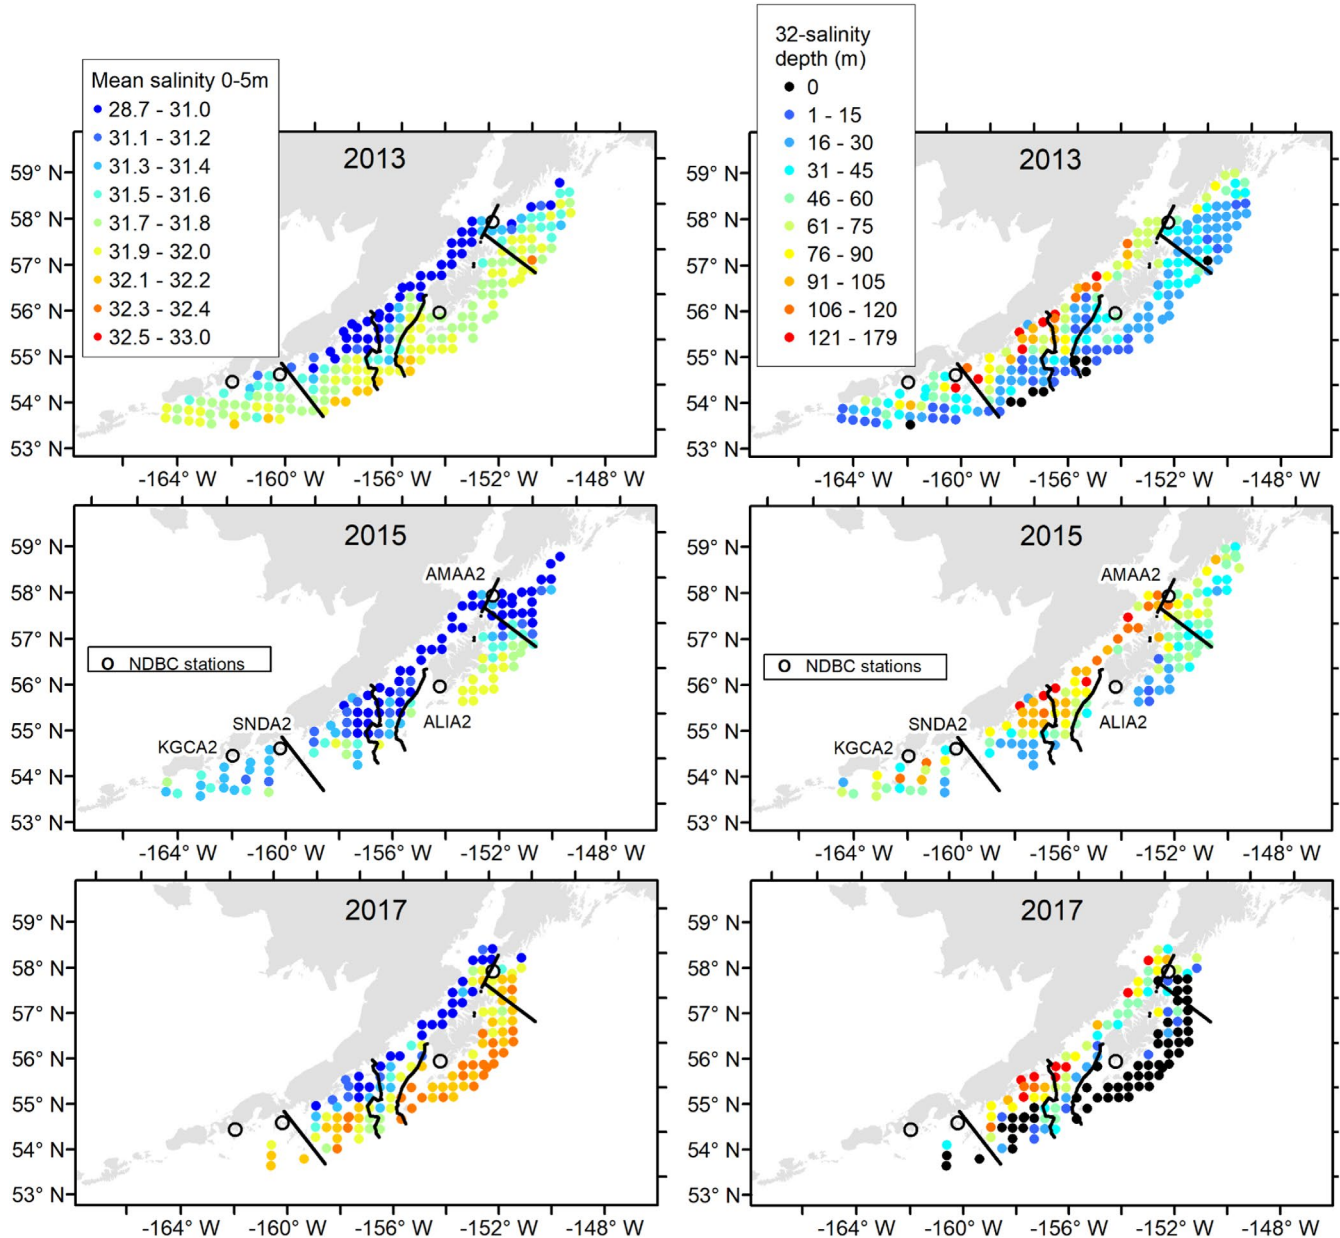 Mean salinity 0-5m
28.7 - 31.0
31.1 - 31.2
31.3 - 31.4
31.5 - 31.6
31.7 - 31.8
31.9 - 32.0
32.1 - 32.2
32.3 - 32.4
32.5 - 33.0
2013
59° N
58° N
57° N
56° N
55° N
54° N
53° N
-164° W -160° W -156° W -152° W -148° W
32-salinity
depth (m)
0
1 - 15
16 - 30
31 - 45
46 - 60
61 - 75
76 - 90
91 - 105
106 - 120
121 - 179
2013
59° N
58° N
57° N
56° N
55° N
54° N
53° N
-164° W -160° W -156° W -152° W -148° W
2015
59° N
58° N
57° N
56° N
55° N
54° N
53° N
AMAA2
O NDBC stations
SNDA2
ALIA2
KGCA2
-164° W -160° W -156° W -152° W -148° W
2015
59° N
58° N
57° N
56° N
55° N
54° N
53° N
AMAA2
O NDBC stations
SNDA2
ALIA2
KGCA2
-164° W -160° W -156° W -152° W -148° W
2017
59° N
58° N
57° N
56° N
55° N
54° N
53° N
-164° W -160° W -156° W -152° W -148° W
2017
59° N
58° N
57° N
56° N
55° N
54° N
53° N
-164° W -160° W -156° W -152° W -148° W